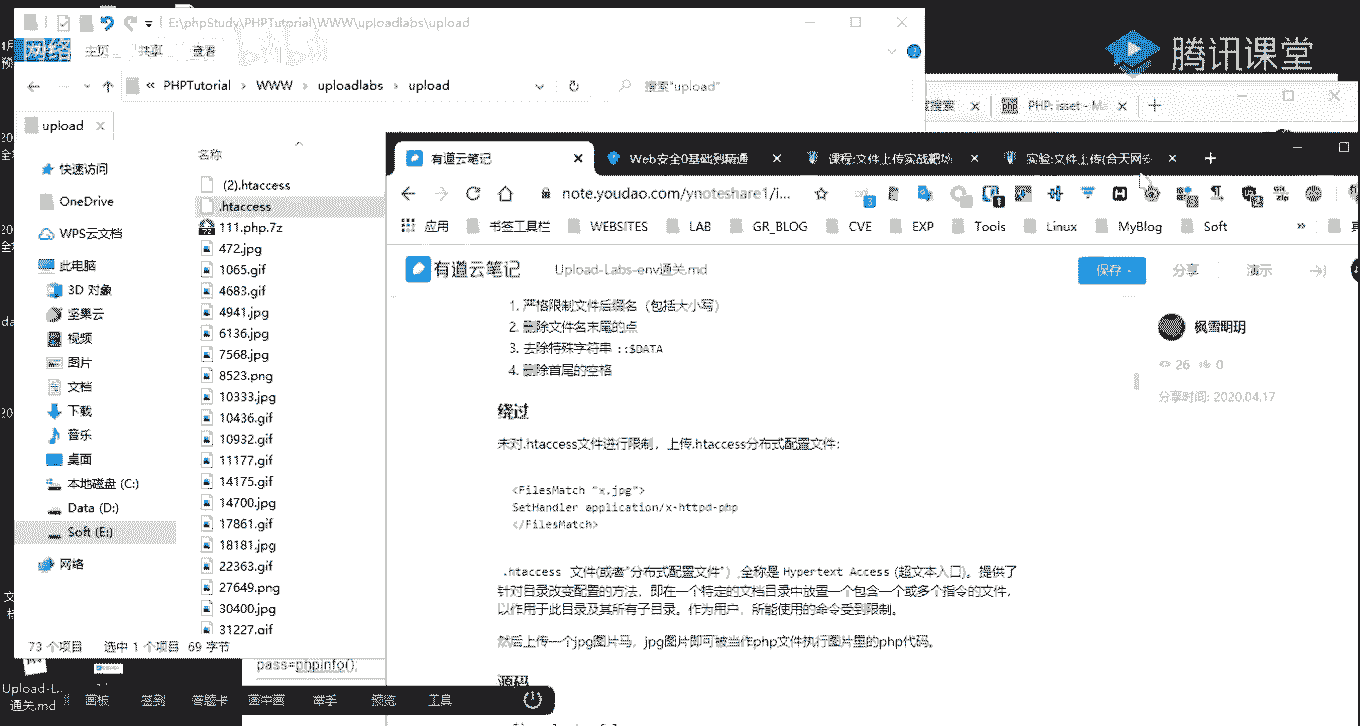 E:\phpStudy\PHPTutorial\WWW\uploadlabs\upload
网络
主页
共享
查看
腾讯课堂
« PHPTutorial › WWW › uploadlabs › upload
搜索"upload"
PHP: isset - Ma
upload
名称
快速访问
OneDrive
WPS云文档
此电脑
3D 对象
坚果云
视频
图片
文档
下载
音乐
桌面
本地磁盘 (C:)
Data (D:)
Soft (E:)
网络
(2).htaccess
.htaccess
111.php.7z
472.jpg
1065.gif
4683.gif
4941.jpg
6136.jpg
7568.jpg
8523.png
10333.jpg
10436.gif
10932.gif
11177.gif
14175.gif
14700.jpg
17861.gif
18181.jpg
22363.gif
27649.png
30400.jpg
31227.gif
73 个项目 选中 1 个项目 69 字节
有道云笔记
Web安全0基础到精通
课程:文件上传实战靶场
实验:文件上传(合天网安
note.youdao.com/ynoteshare1/i...
应用
书签工具栏
WEBSITES
LAB
GR_BLOG
CVE
EXP
Tools
Linux
MyBlog
Soft
»
有道云笔记
Upload-Labs-env通关.md
保存
分享
演示
1. 严格限制文件后缀名（包括大小写）
2. 删除文件名末尾的点
3. 去除特殊字符串 ::$DATA
4. 删除首尾的空格
绕过
未对.htaccess文件进行限制，上传.htaccess分布式配置文件：
<FilesMatch "x.jpg">
SetHandler application/x-httpd-php
</FilesMatch>
.htaccess 文件(或者"分布式配置文件"）,全称是 Hypertext Access (超文本入口)。提供了
针对目录改变配置的方法，即在一个特定的文档目录中放置一个包含一个或多个指令的文件，
以作用于此目录及其所有子目录。作为用户，所能使用的命令受到限制。
然后上传一个jpg图片马，jpg图片即可被当作php文件执行图片里的php代码。
源码
枫雪明玥
26 0
分享时间: 2020.04.17
pass=phpinfo();
Upload-L...
通关.md
画板
签到
答题卡
画中画
举手
预览
工具